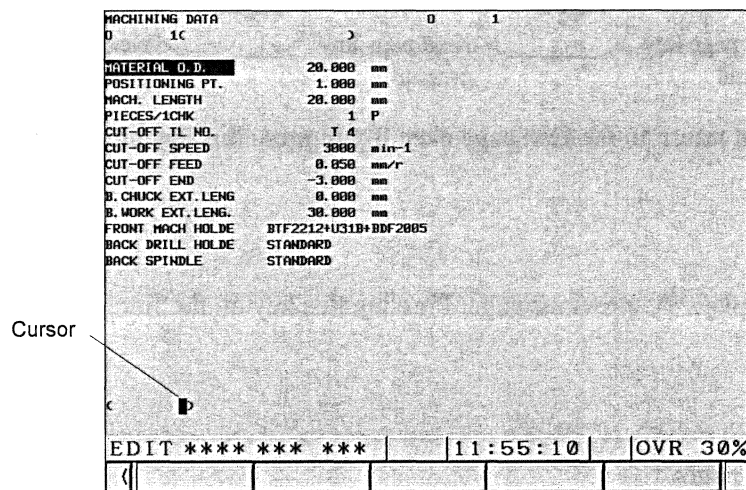 MACHINING DATA O 1
O 1( )
MATERIAL O.D. 20.000 mm
POSITIONING PT. 1.000 mm
MACH. LENGTH 20.000 mm
PIECES/1CHK 1 P
CUT-OFF TL NO. T 4
CUT-OFF SPEED 3000 min-1
CUT-OFF FEED 0.050 mm/r
CUT-OFF END -3.000 mm
B.CHUCK EXT.LENG 0.000 mm
B.WORK EXT.LENG. 30.000 mm
FRONT MACH HOLDE BTF2212+U31B+BDF2005
BACK DRILL HOLDE STANDARD
BACK SPINDLE STANDARD
Cursor
( )
EDIT **** *** *** 11:55:10 OVR 30%
(